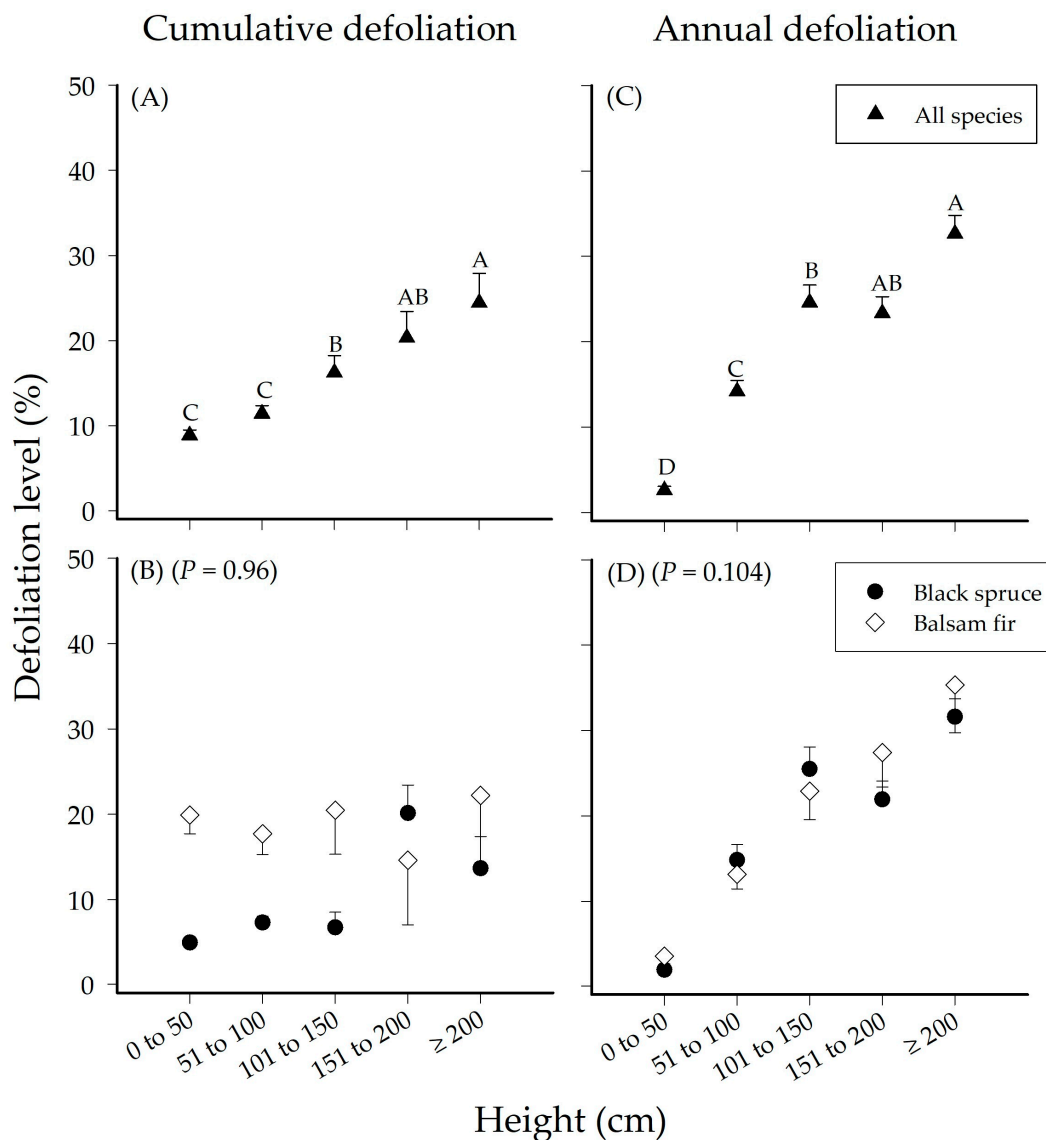 Cumulative defoliation
Annual defoliation
Defoliation level (%)
(A)
50
40
30
20
10
0
C
C
B
AB
A
(C)
All species
D
C
B
AB
A
(B) (P = 0.96)
50
40
30
20
10
0
0 to 50
51 to 100
101 to 150
151 to 200
≥ 200
(D) (P = 0.104)
Black spruce
Balsam fir
0 to 50
51 to 100
101 to 150
151 to 200
≥ 200
Height (cm)